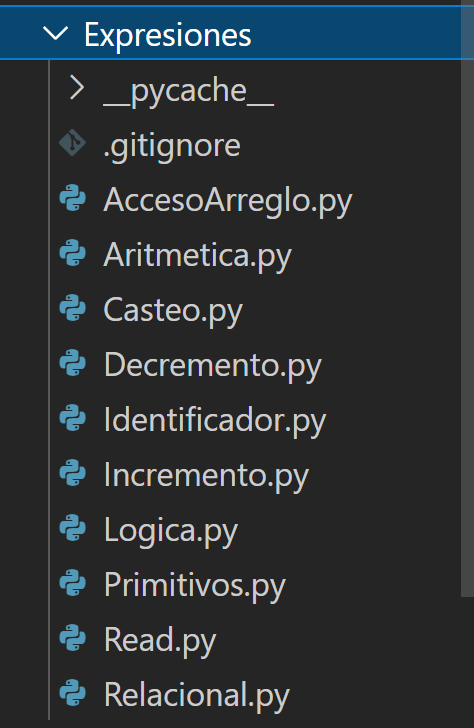 Expresiones
__pycache__
.gitignore
AccesoArreglo.py
Aritmetica.py
Casteo.py
Decremento.py
Identificador.py
Incremento.py
Logica.py
Primitivos.py
Read.py
Relacional.py